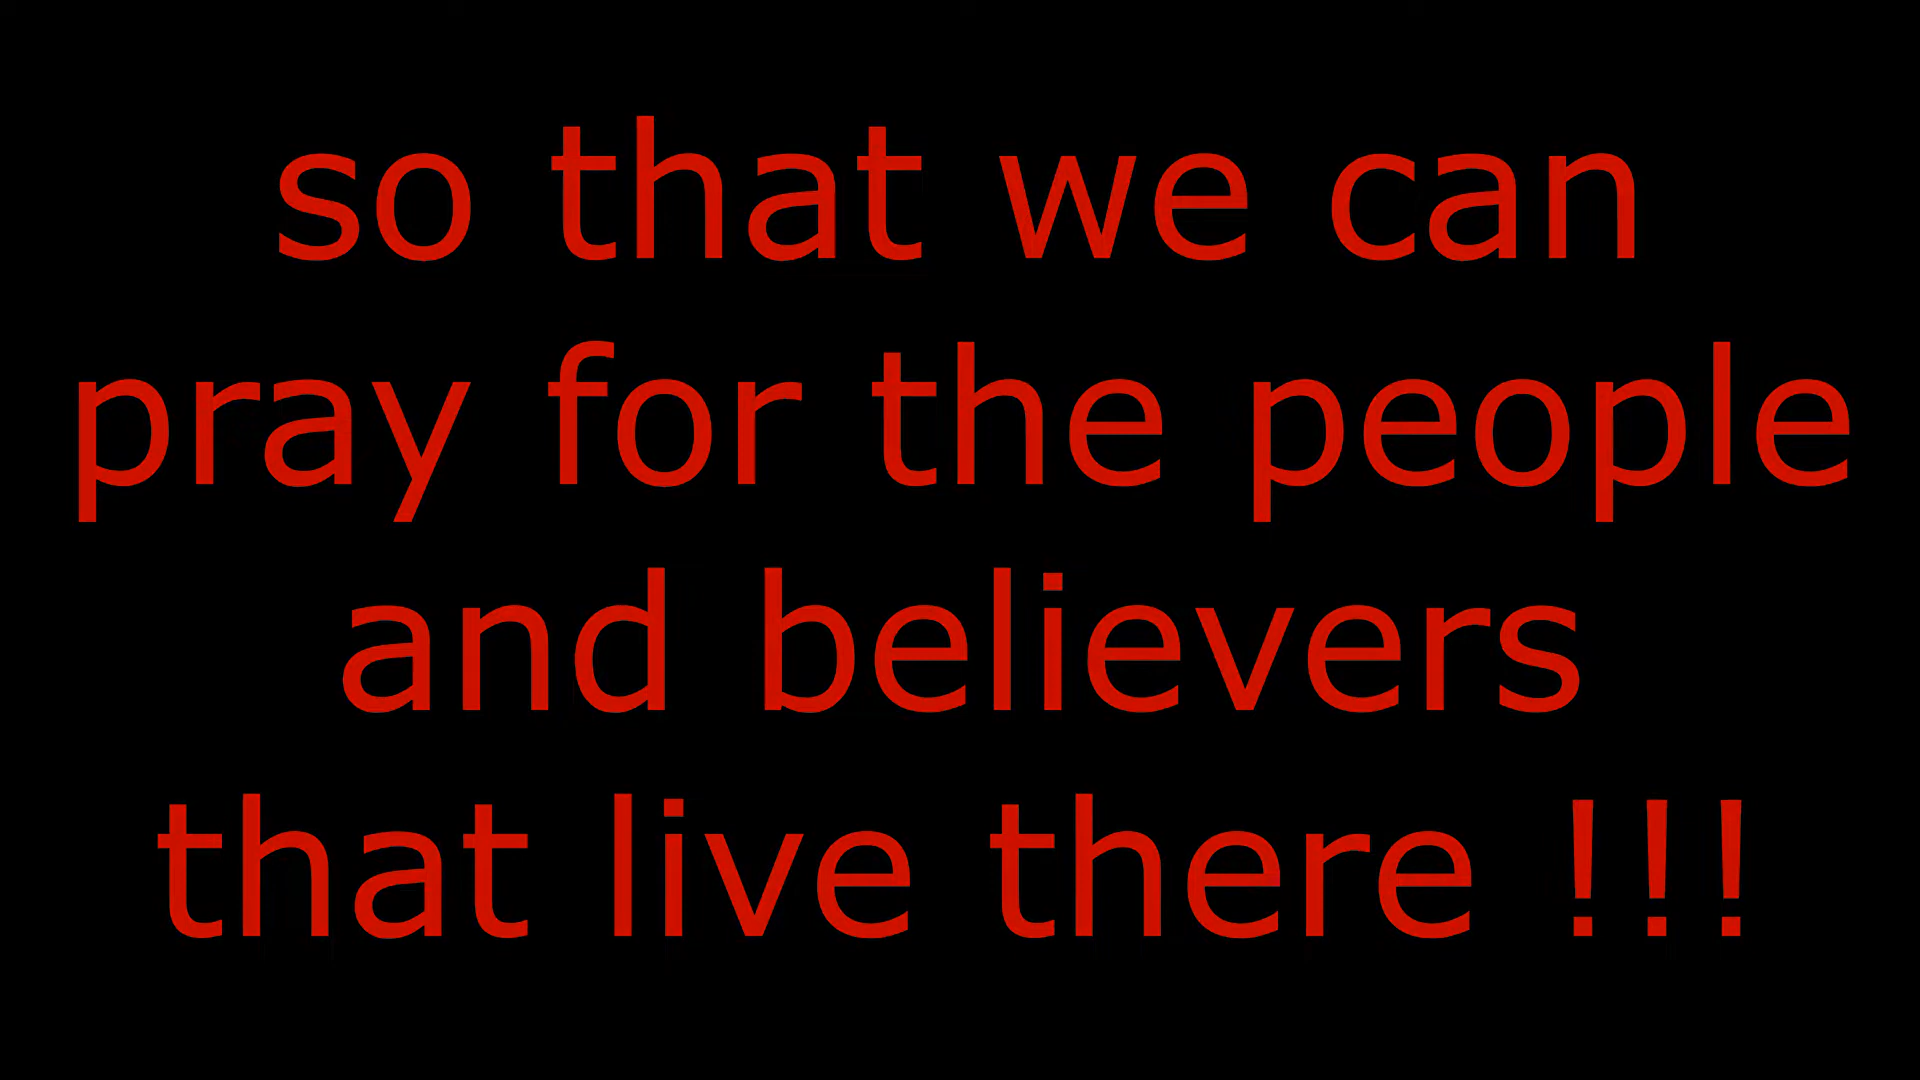 so that we can
pray for the people
and believers
that live there !!!